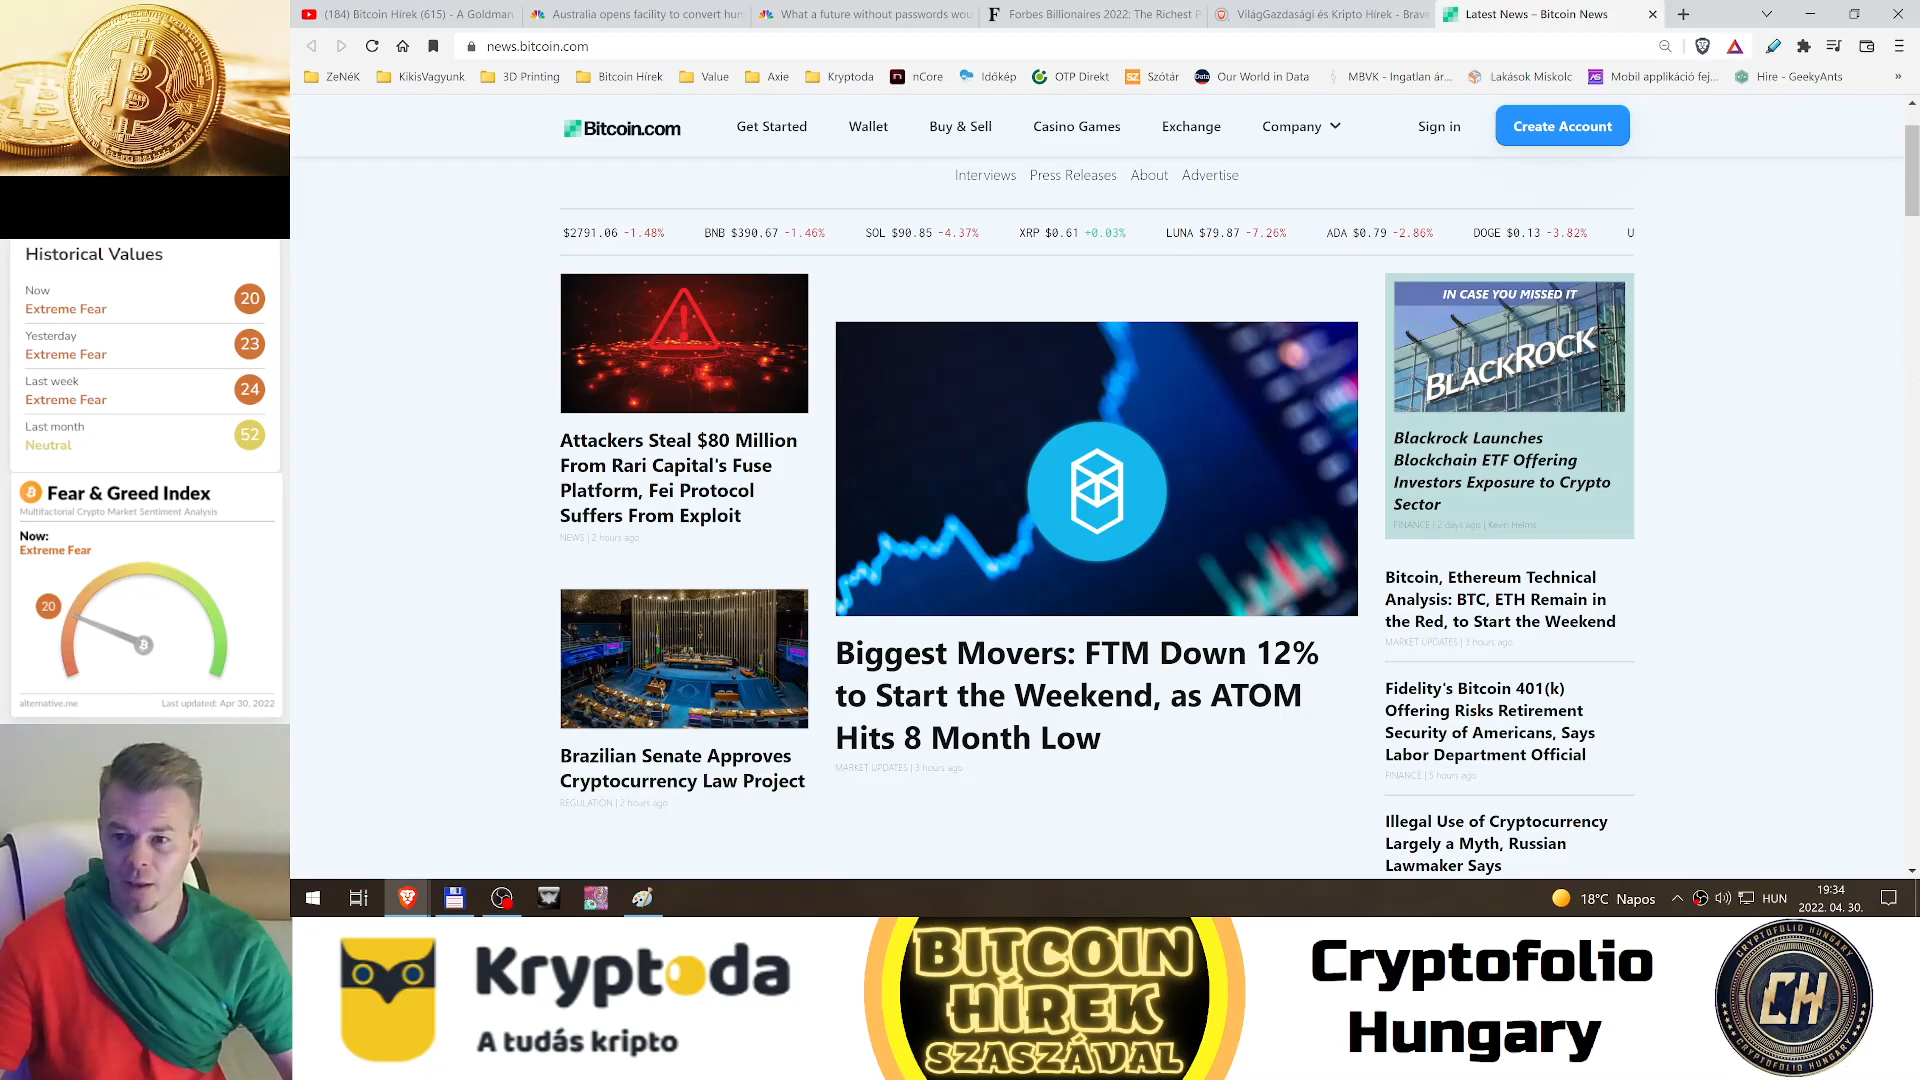 (184) Bitcoin Hírek (615) - A Goldman
Australia opens facility to convert hum
What a future without passwords wou
Forbes Billionaires 2022: The Richest P
VilágGazdasági és Kripto Hírek - Brave
Latest News – Bitcoin News
news.bitcoin.com
ZeNéK
KikisVagyunk
3D Printing
Bitcoin Hírek
Value
Axie
Kryptoda
nCore
Időkép
OTP Direkt
Szótár
Our World in Data
MBVK - Ingatlan ár...
Lakások Miskolc
Mobil applikáció fej...
Hire - GeekyAnts
Bitcoin.com
Get Started
Wallet
Buy & Sell
Casino Games
Exchange
Company
Sign in
Create Account
Interviews Press Releases About Advertise
$2791.06 -1.48% BNB $390.67 -1.46% SOL $90.85 -4.37% XRP $0.61 +0.03% LUNA $79.87 -7.26% ADA $0.79 -2.86% DOGE $0.13 -3.82% U
Historical Values
Now
Extreme Fear
20
Yesterday
Extreme Fear
23
Last week
Extreme Fear
24
Last month
Neutral
52
Fear & Greed Index
Multifactorial Crypto Market Sentiment Analysis
Now:
Extreme Fear
20
alternative.me
Last updated: Apr 30, 2022
Attackers Steal $80 Million
From Rari Capital's Fuse
Platform, Fei Protocol
Suffers From Exploit
NEWS | 2 hours ago
Brazilian Senate Approves
Cryptocurrency Law Project
REGULATION | 2 hours ago
Biggest Movers: FTM Down 12%
to Start the Weekend, as ATOM
Hits 8 Month Low
MARKET UPDATES | 3 hours ago
IN CASE YOU MISSED IT
BLACKROCK
Blackrock Launches
Blockchain ETF Offering
Investors Exposure to Crypto
Sector
FINANCE | 2 days ago | Kevin Helms
Bitcoin, Ethereum Technical
Analysis: BTC, ETH Remain in
the Red, to Start the Weekend
MARKET UPDATES | 3 hours ago
Fidelity's Bitcoin 401(k)
Offering Risks Retirement
Security of Americans, Says
Labor Department Official
FINANCE | 5 hours ago
Illegal Use of Cryptocurrency
Largely a Myth, Russian
Lawmaker Says
18°C Napos
HUN
19:34
2022. 04. 30.
Kryptoda
A tudás kripto
BITCOIN
HÍREK
SZASZÁVAL
Cryptofolio
Hungary
CRYPTOFOLIO HUNGARY
CH
CRYPTOFOLIO HUNGARY